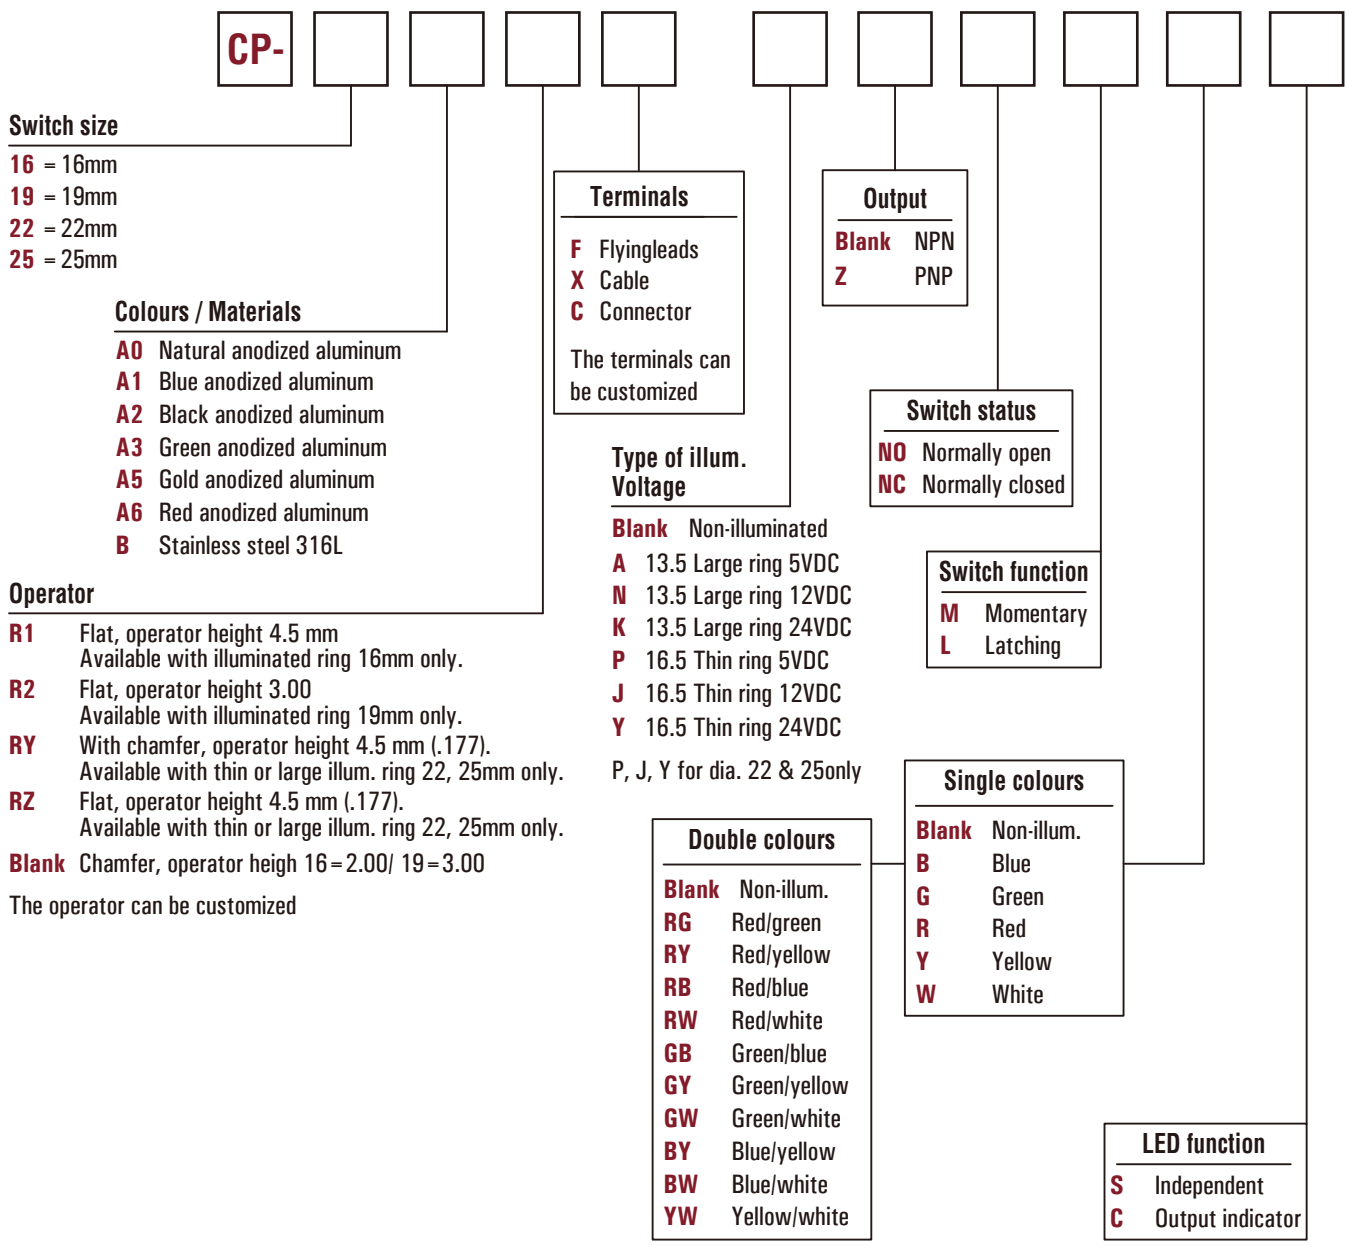 CP-
Switch size
16 = 16mm
19 = 19mm
22 = 22mm
25 = 25mm
Colours / Materials
A0 Natural anodized aluminum
A1 Blue anodized aluminum
A2 Black anodized aluminum
A3 Green anodized aluminum
A5 Gold anodized aluminum
A6 Red anodized aluminum
B Stainless steel 316L
Operator
R1 Flat, operator height 4.5 mm
Available with illuminated ring 16mm only.
R2 Flat, operator height 3.00
Available with illuminated ring 19mm only.
RY With chamfer, operator height 4.5 mm (.177).
Available with thin or large illum. ring 22, 25mm only.
RZ Flat, operator height 4.5 mm (.177).
Available with thin or large illum. ring 22, 25mm only.
Blank Chamfer, operator heigh 16=2.00/ 19=3.00
The operator can be customized
Terminals
F Flyingleads
X Cable
C Connector
The terminals can
be customized
Type of illum.
Voltage
Blank Non-illuminated
A 13.5 Large ring 5VDC
N 13.5 Large ring 12VDC
K 13.5 Large ring 24VDC
P 16.5 Thin ring 5VDC
J 16.5 Thin ring 12VDC
Y 16.5 Thin ring 24VDC
P, J, Y for dia. 22 & 25only
Output
Blank NPN
Z PNP
Switch status
NO Normally open
NC Normally closed
Switch function
M Momentary
L Latching
Single colours
Blank Non-illum.
B Blue
G Green
R Red
Y Yellow
W White
Double colours
Blank Non-illum.
RG Red/green
RY Red/yellow
RB Red/blue
RW Red/white
GB Green/blue
GY Green/yellow
GW Green/white
BY Blue/yellow
BW Blue/white
YW Yellow/white
LED function
S Independent
C Output indicator